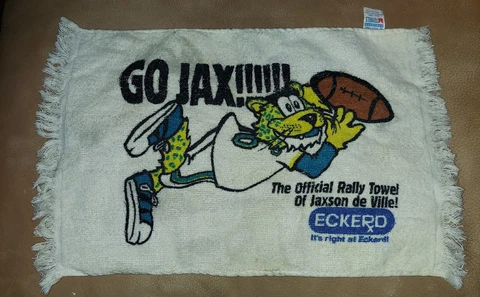 GO JAX!!!!!!
The Official Rally Towel
Of Jaxson de Ville!
ECKERD
It's right at Eckerd!